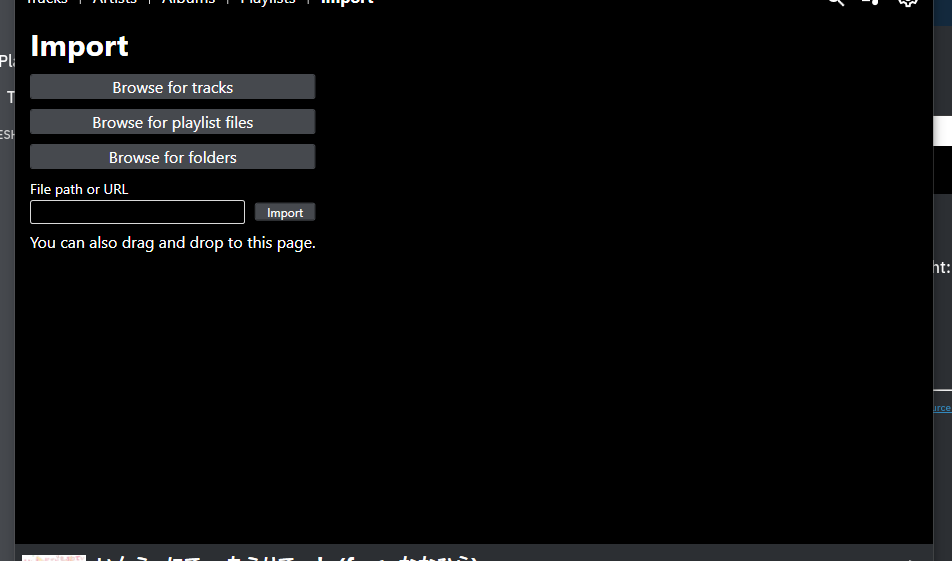 Tracks | Artists | Albums | Playlists | Import
Import
Browse for tracks
Browse for playlist files
Browse for folders
File path or URL
Import
You can also drag and drop to this page.